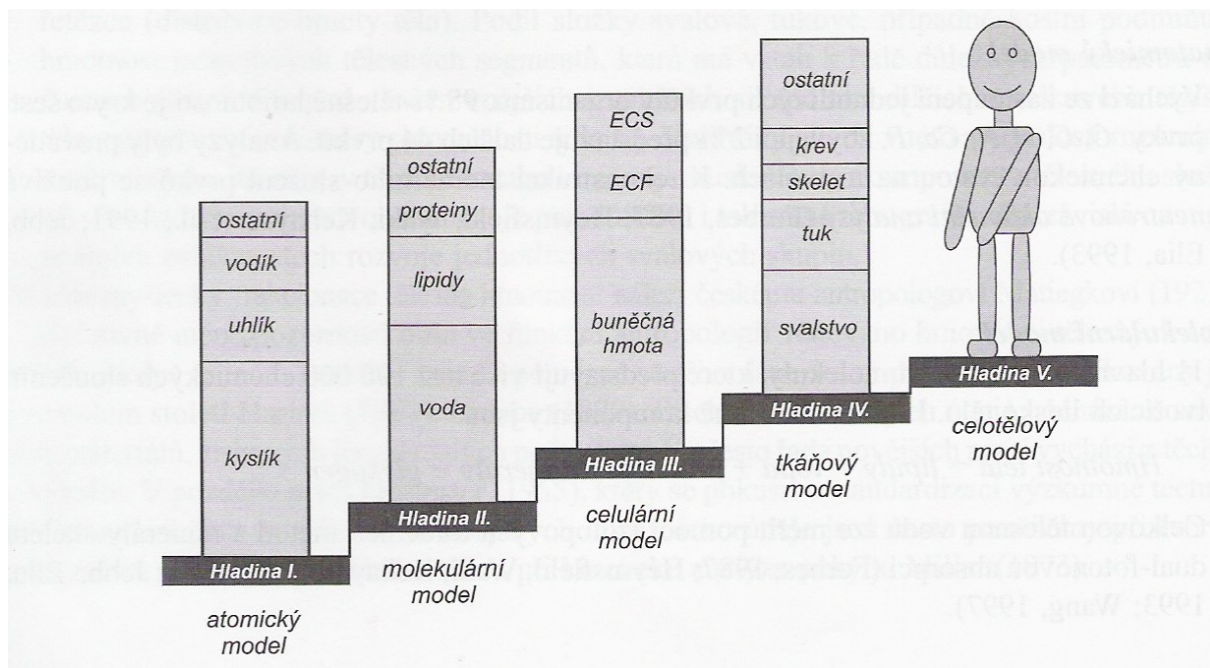 ostatní
vodík
uhlík
kyslík
Hladina I.
atomický
model
ostatní
proteiny
lipidy
voda
Hladina II.
molekulární
model
ECS
ECF
buněčná
hmota
Hladina III.
celulární
model
ostatní
krev
skelet
tuk
svalstvo
Hladina IV.
tkáňový
model
Hladina V.
celotělový
model